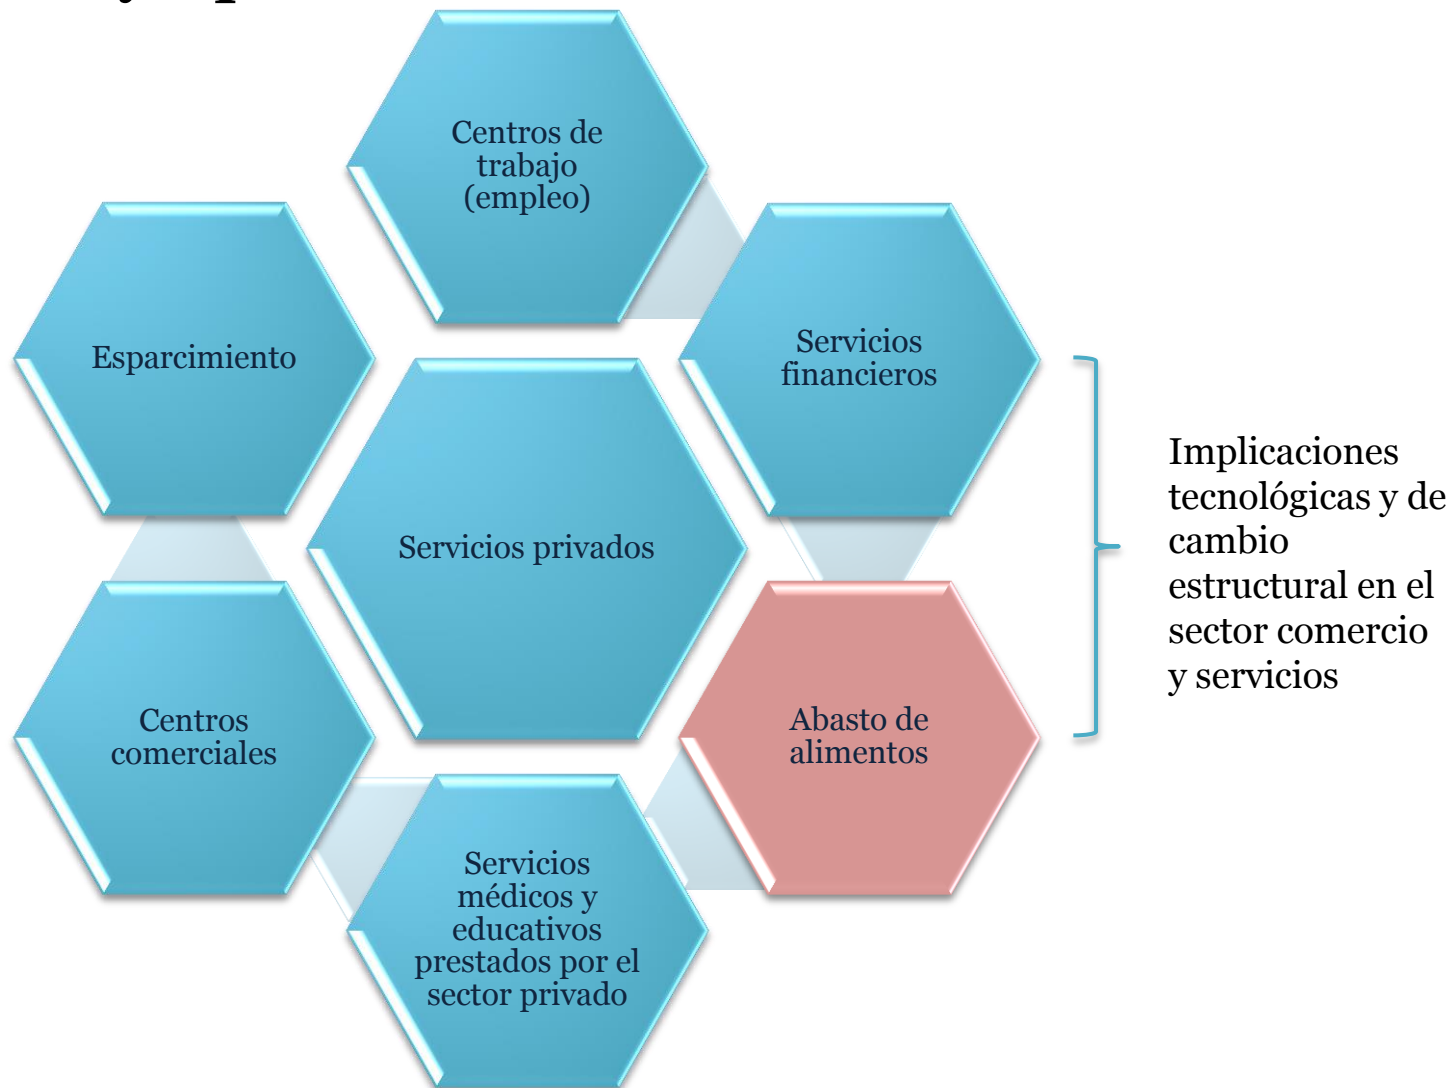 Centros de
trabajo
(empleo)
Servicios
financieros
Esparcimiento
Servicios privados
Implicaciones
tecnológicas y de
cambio
estructural en el
sector comercio
y servicios
Abasto de
alimentos
Centros
comerciales
Servicios
médicos y
educativos
prestados por el
sector privado